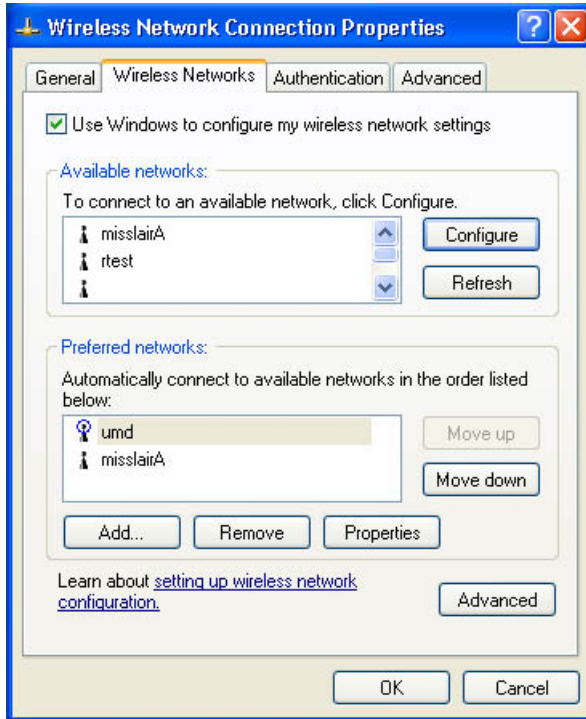 Wireless Network Connection Properties
General Wireless Networks Authentication Advanced
Use Windows to configure my wireless network settings
Available networks:
To connect to an available network, click Configure.
misslairA
rtest
Configure
Refresh
Preferred networks:
Automatically connect to available networks in the order listed
below:
umd
misslairA
Move up
Move down
Add... Remove Properties
Learn about setting up wireless network
configuration.
Advanced
OK Cancel